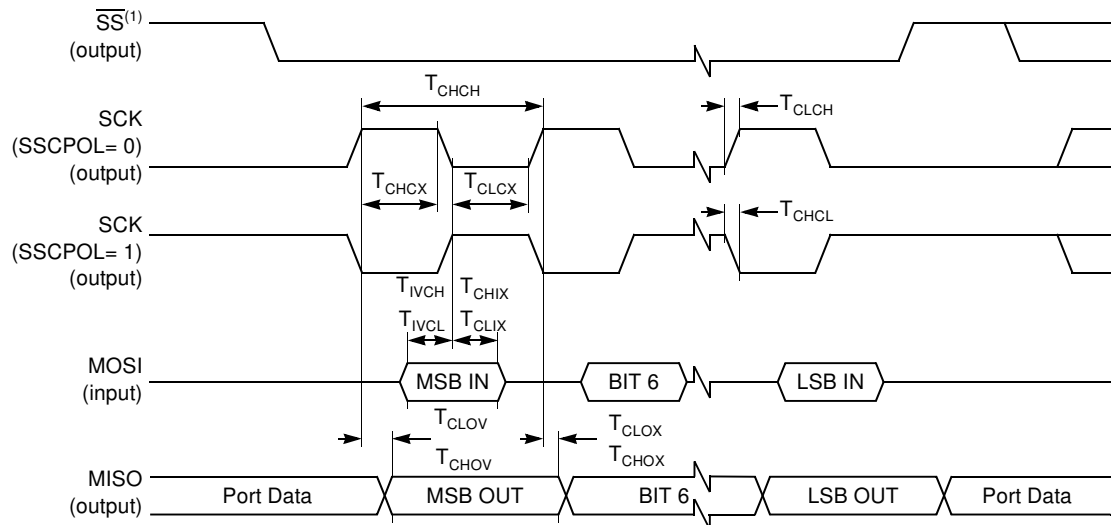 SS(1)
(output)
TCHCH
TCLCH
SCK
(SSCPOL= 0)
(output)
TCHCX
TCLCX
TCHCL
SCK
(SSCPOL= 1)
(output)
TIVCH
TCHIX
TIVCL
TCLIX
MOSI
(input)
MSB IN
BIT 6
LSB IN
TCLOV
TCLOX
TCHOV
TCHOX
MISO
(output)
Port Data
MSB OUT
BIT 6
LSB OUT
Port Data